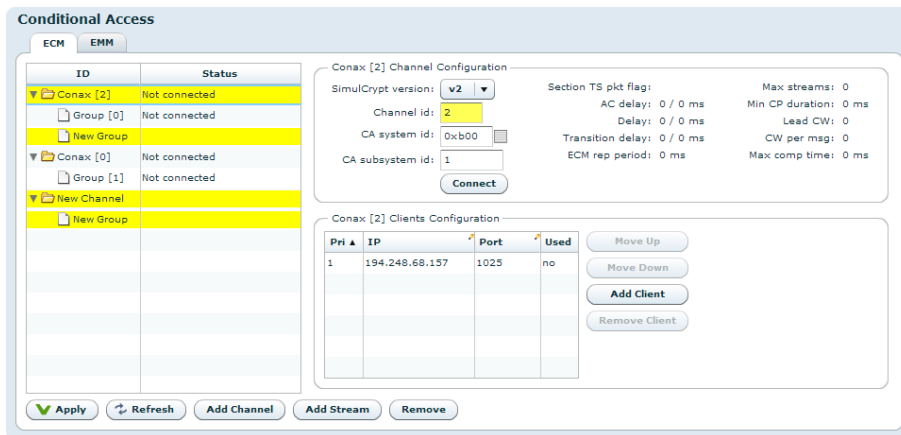 Conditional Access
ECM EMM
ID Status
Conax [2] Not connected
Group [0] Not connected
New Group
Conax [0] Not connected
Group [1] Not connected
New Channel
New Group
Conax [2] Channel Configuration
SimulCrypt version: v2
Channel id: 2
CA system id: 0xb00
CA subsystem id: 1
Connect
Section TS pkt flag:
AC delay: 0 / 0 ms
Delay: 0 / 0 ms
Transition delay: 0 / 0 ms
ECM rep period: 0 ms
Max streams: 0
Min CP duration: 0 ms
Lead CW: 0
CW per msg: 0
Max comp time: 0 ms
Conax [2] Clients Configuration
Pri IP Port Used
1 194.248.68.157 1025 no
Move Up
Move Down
Add Client
Remove Client
Apply Refresh Add Channel Add Stream Remove